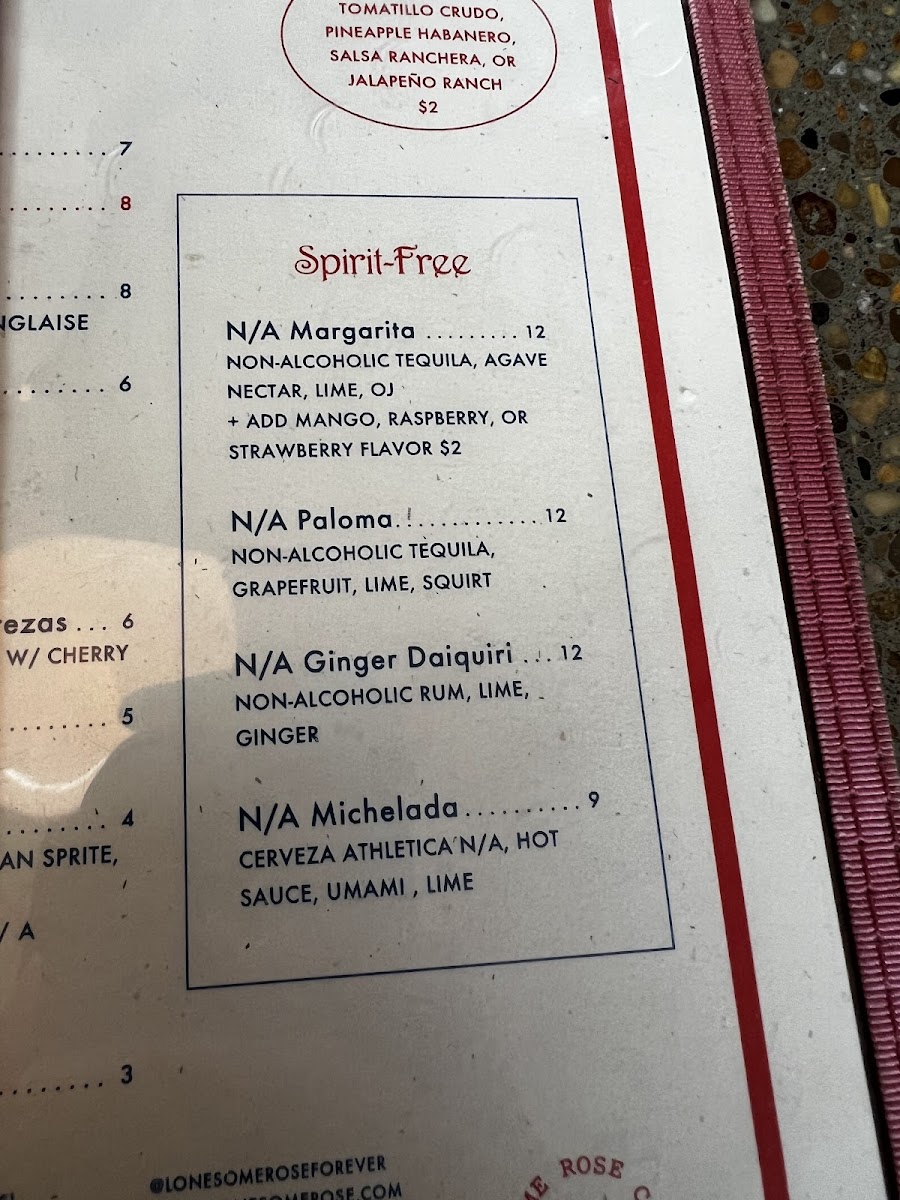 TOMATILLO CRUDO,
PINEAPPLE HABANERO,
SALSA RANCHERA, OR
JALAPEÑO RANCH
$2
7
8
8
6
ezas ... 6
W/ CHERRY
5
4
AN SPRITE,
/ A
3
Spirit-Free
N/A Margarita ......... 12
NON-ALCOHOLIC TEQUILA, AGAVE
NECTAR, LIME, OJ
+ ADD MANGO, RASPBERRY, OR
STRAWBERRY FLAVOR $2
N/A Paloma............. 12
NON-ALCOHOLIC TEQUILA,
GRAPEFRUIT, LIME, SQUIRT
N/A Ginger Daiquiri ... 12
NON-ALCOHOLIC RUM, LIME,
GINGER
N/A Michelada.......... 9
CERVEZA ATHLETICA N/A, HOT
SAUCE, UMAMI , LIME
@LONESOMEROSEFOREVER
ROSE